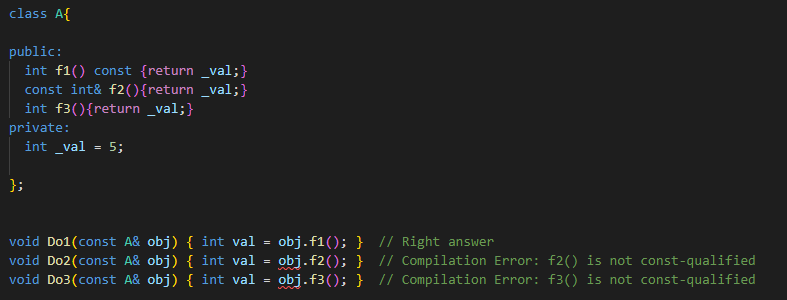 class A{
public:
int f1() const {return _val;}
const int& f2(){return _val;}
int f3(){return _val;}
private:
int _val = 5;
};
void Do1(const A& obj) { int val = obj.f1(); }  // Right answer
void Do2(const A& obj) { int val = obj.f2(); }  // Compilation Error: f2() is not const-qualified
void Do3(const A& obj) { int val = obj.f3(); }  // Compilation Error: f3() is not const-qualified